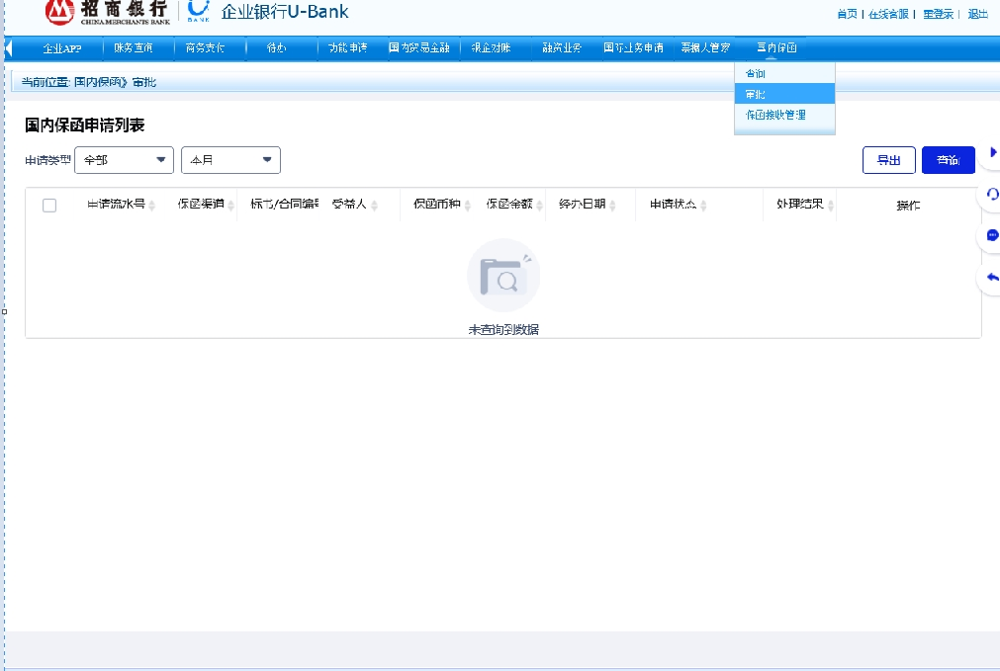 招商银行 企业银行U-Bank
CHINA MERCHANTS BANK U BANK
首页 | 在线客服 | 重登录 | 退出
企业APP 账务查询 商务支付 待办 功能申请 国内贸易金融 银企对账 融资业务 国际业务申请 票据大管家 国内保函
查询
当前位置: 国内保函》审批
审批
保函接收管理
国内保函申请列表
申请类型 全部 本月 导出 查询
申请流水号 保函渠道 标书/合同编号 受益人 保函币种 保函金额 经办日期 申请状态 处理结果 操作
未查询到数据